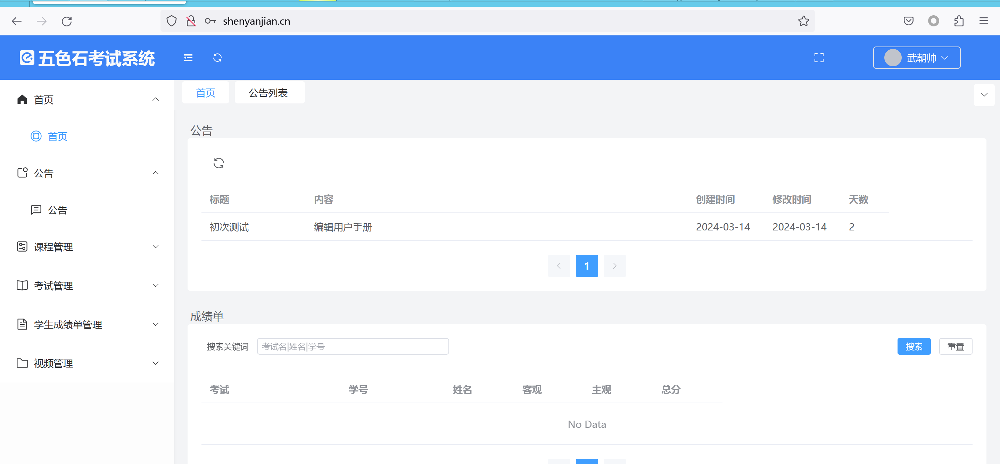 shenyanjian.cn
五色石考试系统
武朝帅
首页
首页
公告
公告
课程管理
考试管理
学生成绩单管理
视频管理
首页 公告列表
公告
标题 内容 创建时间 修改时间 天数
初次测试 编辑用户手册 2024-03-14 2024-03-14 2
1
成绩单
搜索关键词 考试名|姓名|学号 搜索 重置
考试 学号 姓名 客观 主观 总分
No Data